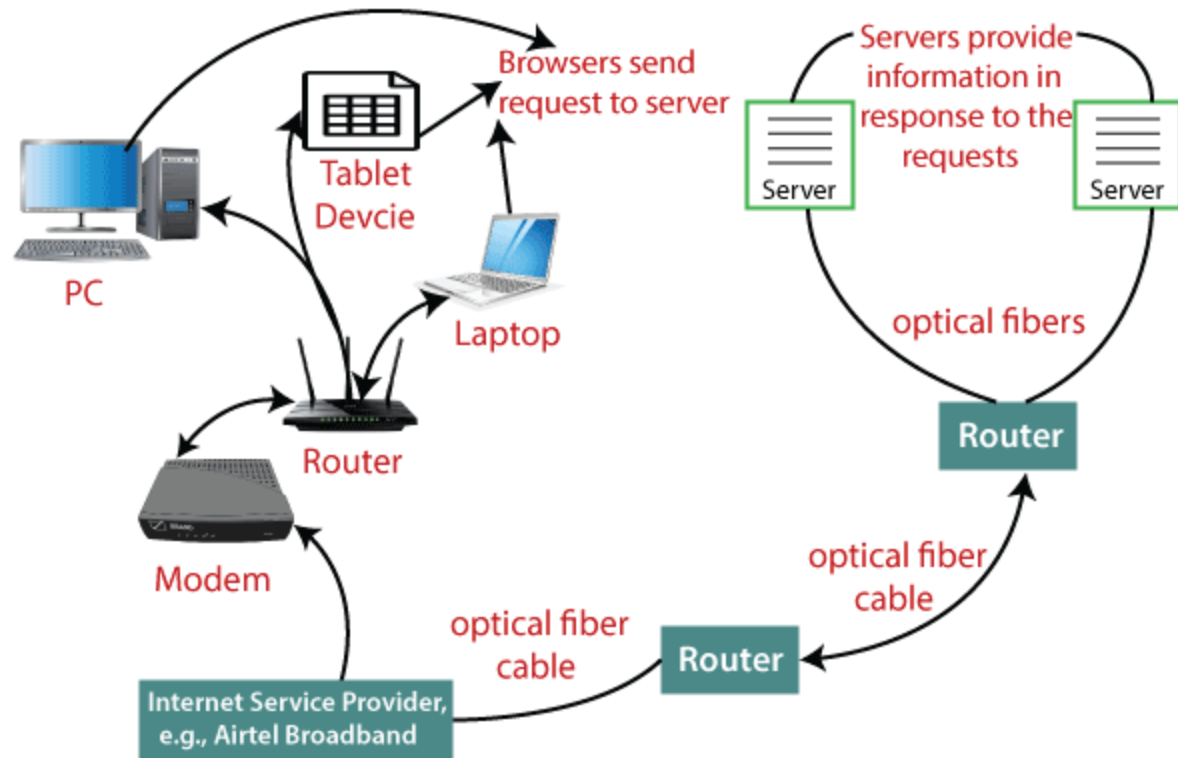 Browsers send
request to server
Servers provide
information in
response to the
requests
Server
Server
Tablet
Devcie
PC
Laptop
optical fibers
Router
Router
Modem
optical fiber
cable
optical fiber
cable
Router
Internet Service Provider,
e.g., Airtel Broadband